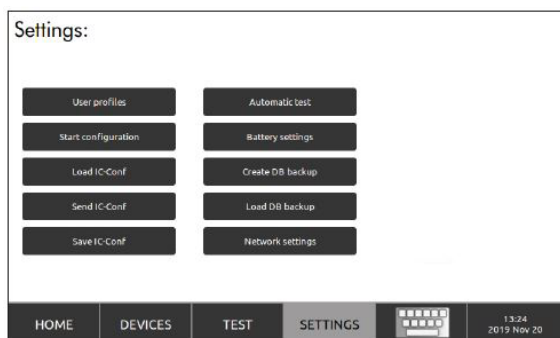 Settings:
User profiles
Automatic test
Start configuration
Battery settings
Load IC-Conf
Create DB backup
Send IC-Conf
Load DB backup
Save IC-Conf
Network settings
HOME
DEVICES
TEST
SETTINGS
13:24
2019 Nov 20